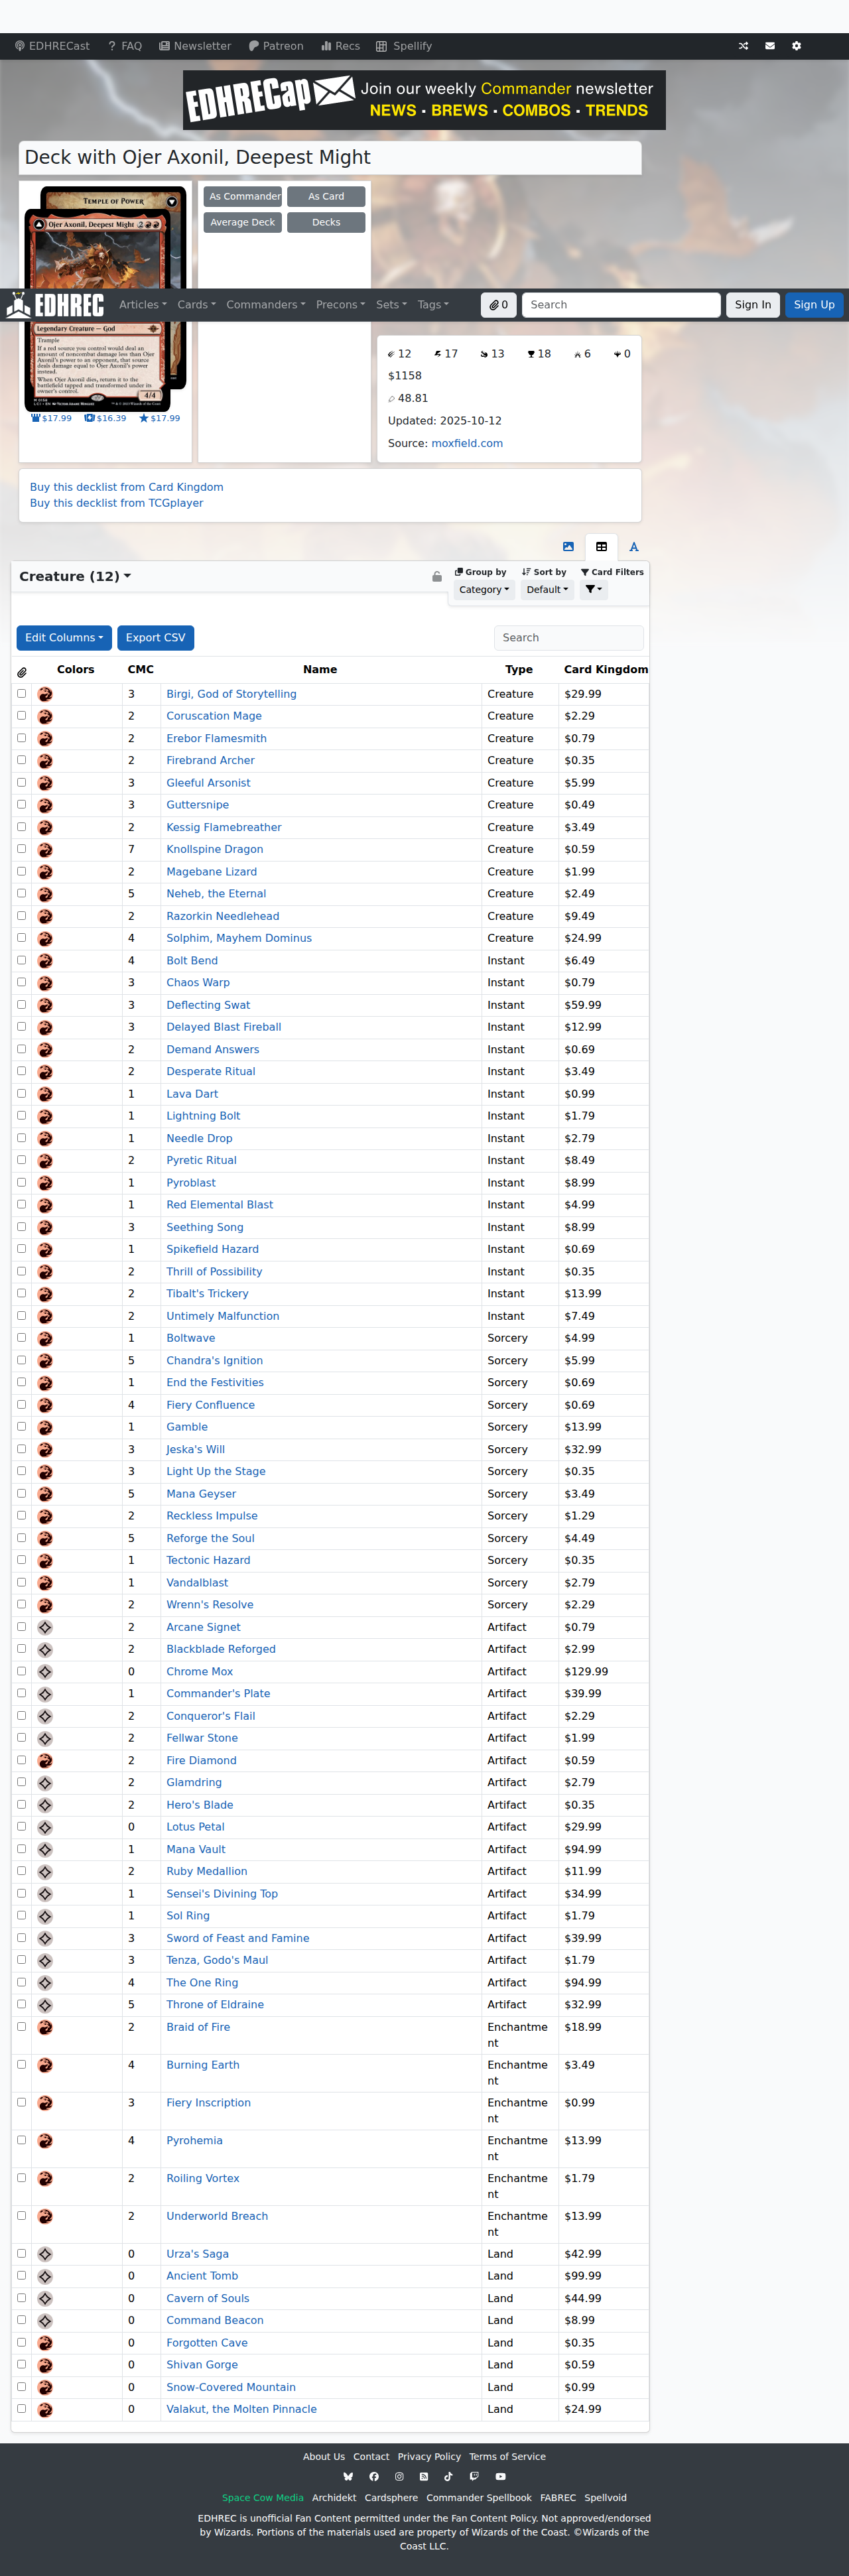 EDHRECast FAQ Newsletter Patreon Recs Spellify
EDHRECap Join our weekly Commander newsletter
NEWS • BREWS • COMBOS • TRENDS
Deck with Ojer Axonil, Deepest Might
TEMPLE OF POWER
Ojer Axonil, Deepest Might 2
As Commander As Card
Average Deck Decks
EDHREC Articles Cards Commanders Precons Sets Tags 0 Search Sign In Sign Up
Legendary Creature — God
Trample
If a red source you control would deal an
amount of noncombat damage less than Ojer
Axonil's power to an opponent, that source
deals damage equal to Ojer Axonil's power
instead.
When Ojer Axonil dies, return it to the
battlefield tapped and transformed under its
owner's control.
4/4
$17.99 $16.39 $17.99
12 17 13 18 6 0
$1158
48.81
Updated: 2025-10-12
Source: moxfield.com
Buy this decklist from Card Kingdom
Buy this decklist from TCGplayer
Creature (12)
Group by Sort by Card Filters
Category Default
Edit Columns Export CSV Search
Colors CMC Name Type Card Kingdom
3 Birgi, God of Storytelling Creature $29.99
2 Coruscation Mage Creature $2.29
2 Erebor Flamesmith Creature $0.79
2 Firebrand Archer Creature $0.35
3 Gleeful Arsonist Creature $5.99
3 Guttersnipe Creature $0.49
2 Kessig Flamebreather Creature $3.49
7 Knollspine Dragon Creature $0.59
2 Magebane Lizard Creature $1.99
5 Neheb, the Eternal Creature $2.49
2 Razorkin Needlehead Creature $9.49
4 Solphim, Mayhem Dominus Creature $24.99
4 Bolt Bend Instant $6.49
3 Chaos Warp Instant $0.79
3 Deflecting Swat Instant $59.99
3 Delayed Blast Fireball Instant $12.99
2 Demand Answers Instant $0.69
2 Desperate Ritual Instant $3.49
1 Lava Dart Instant $0.99
1 Lightning Bolt Instant $1.79
1 Needle Drop Instant $2.79
2 Pyretic Ritual Instant $8.49
1 Pyroblast Instant $8.99
1 Red Elemental Blast Instant $4.99
3 Seething Song Instant $8.99
1 Spikefield Hazard Instant $0.69
2 Thrill of Possibility Instant $0.35
2 Tibalt's Trickery Instant $13.99
2 Untimely Malfunction Instant $7.49
1 Boltwave Sorcery $4.99
5 Chandra's Ignition Sorcery $5.99
1 End the Festivities Sorcery $0.69
4 Fiery Confluence Sorcery $0.69
1 Gamble Sorcery $13.99
3 Jeska's Will Sorcery $32.99
3 Light Up the Stage Sorcery $0.35
5 Mana Geyser Sorcery $3.49
2 Reckless Impulse Sorcery $1.29
5 Reforge the Soul Sorcery $4.49
1 Tectonic Hazard Sorcery $0.35
1 Vandalblast Sorcery $2.79
2 Wrenn's Resolve Sorcery $2.29
2 Arcane Signet Artifact $0.79
2 Blackblade Reforged Artifact $2.99
0 Chrome Mox Artifact $129.99
1 Commander's Plate Artifact $39.99
2 Conqueror's Flail Artifact $2.29
2 Fellwar Stone Artifact $1.99
2 Fire Diamond Artifact $0.59
2 Glamdring Artifact $2.79
2 Hero's Blade Artifact $0.35
0 Lotus Petal Artifact $29.99
1 Mana Vault Artifact $94.99
2 Ruby Medallion Artifact $11.99
1 Sensei's Divining Top Artifact $34.99
1 Sol Ring Artifact $1.79
3 Sword of Feast and Famine Artifact $39.99
3 Tenza, Godo's Maul Artifact $1.79
4 The One Ring Artifact $94.99
5 Throne of Eldraine Artifact $32.99
2 Braid of Fire Enchantme $18.99
nt
4 Burning Earth Enchantme $3.49
nt
3 Fiery Inscription Enchantme $0.99
nt
4 Pyrohemia Enchantme $13.99
nt
2 Roiling Vortex Enchantme $1.79
nt
2 Underworld Breach Enchantme $13.99
nt
0 Urza's Saga Land $42.99
0 Ancient Tomb Land $99.99
0 Cavern of Souls Land $44.99
0 Command Beacon Land $8.99
0 Forgotten Cave Land $0.35
0 Shivan Gorge Land $0.59
0 Snow-Covered Mountain Land $0.99
0 Valakut, the Molten Pinnacle Land $24.99
About Us Contact Privacy Policy Terms of Service
Space Cow Media Archidekt Cardsphere Commander Spellbook FABREC Spellvoid
EDHREC is unofficial Fan Content permitted under the Fan Content Policy. Not approved/endorsed
by Wizards. Portions of the materials used are property of Wizards of the Coast. ©Wizards of the
Coast LLC.